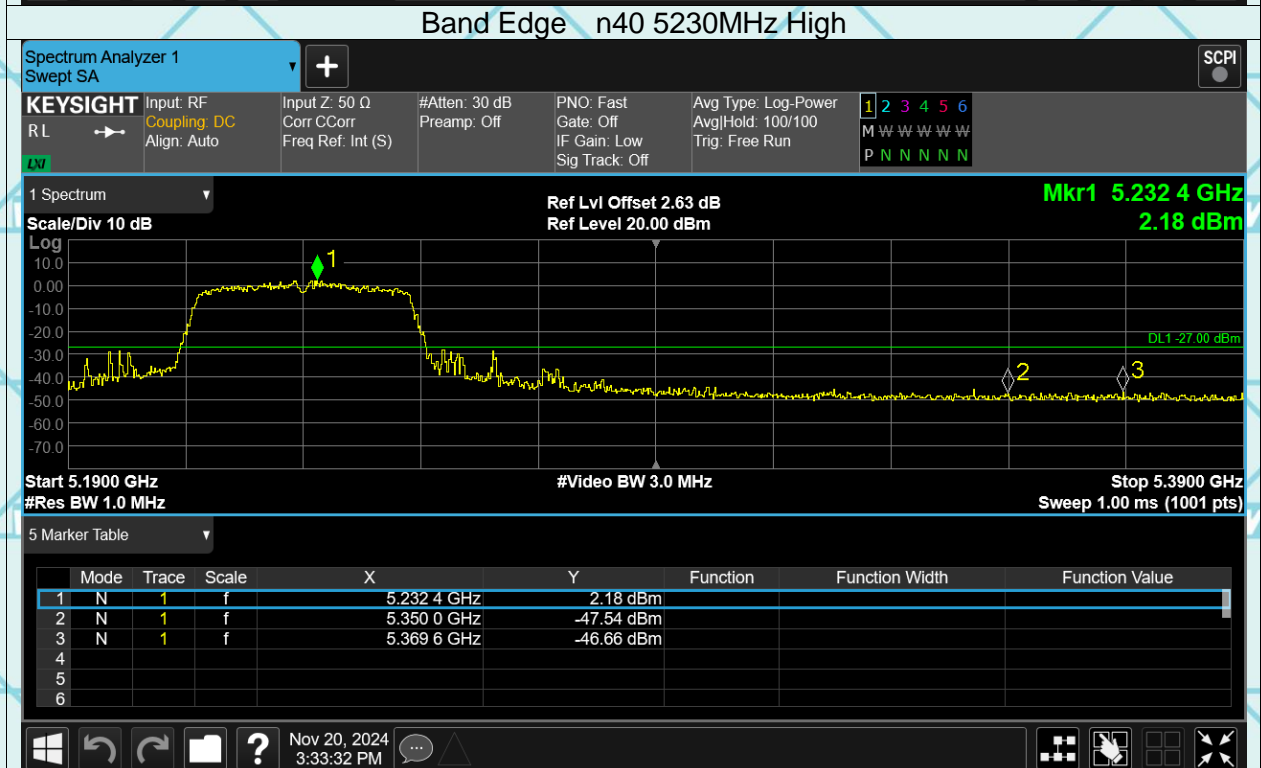 Band Edge n40 5230MHz High
Spectrum Analyzer 1
Swept SA
+
SCPI
KEYSIGHT
R L
LXI
Input: RF
Coupling: DC
Align: Auto
Input Z: 50 Ω
Corr CCorr
Freq Ref: Int (S)
#Atten: 30 dB
Preamp: Off
PNO: Fast
Gate: Off
IF Gain: Low
Sig Track: Off
Avg Type: Log-Power
Avg|Hold: 100/100
Trig: Free Run
1 2 3 4 5 6
M W W W W W W
P N N N N N
1 Spectrum
Scale/Div 10 dB
Ref Lvl Offset 2.63 dB
Ref Level 20.00 dBm
Mkr1 5.232 4 GHz
2.18 dBm
Log
10.0
0.00
-10.0
-20.0
-30.0
-40.0
-50.0
-60.0
-70.0
1
DL1 -27.00 dBm
2
3
Start 5.1900 GHz
#Video BW 3.0 MHz
Stop 5.3900 GHz
#Res BW 1.0 MHz
Sweep 1.00 ms (1001 pts)
5 Marker Table
Mode Trace Scale X Y Function Function Width Function Value
1 N 1 f 5.232 4 GHz 2.18 dBm
2 N 1 f 5.350 0 GHz -47.54 dBm
3 N 1 f 5.369 6 GHz -46.66 dBm
4
5
6
?
Nov 20, 2024
3:33:32 PM